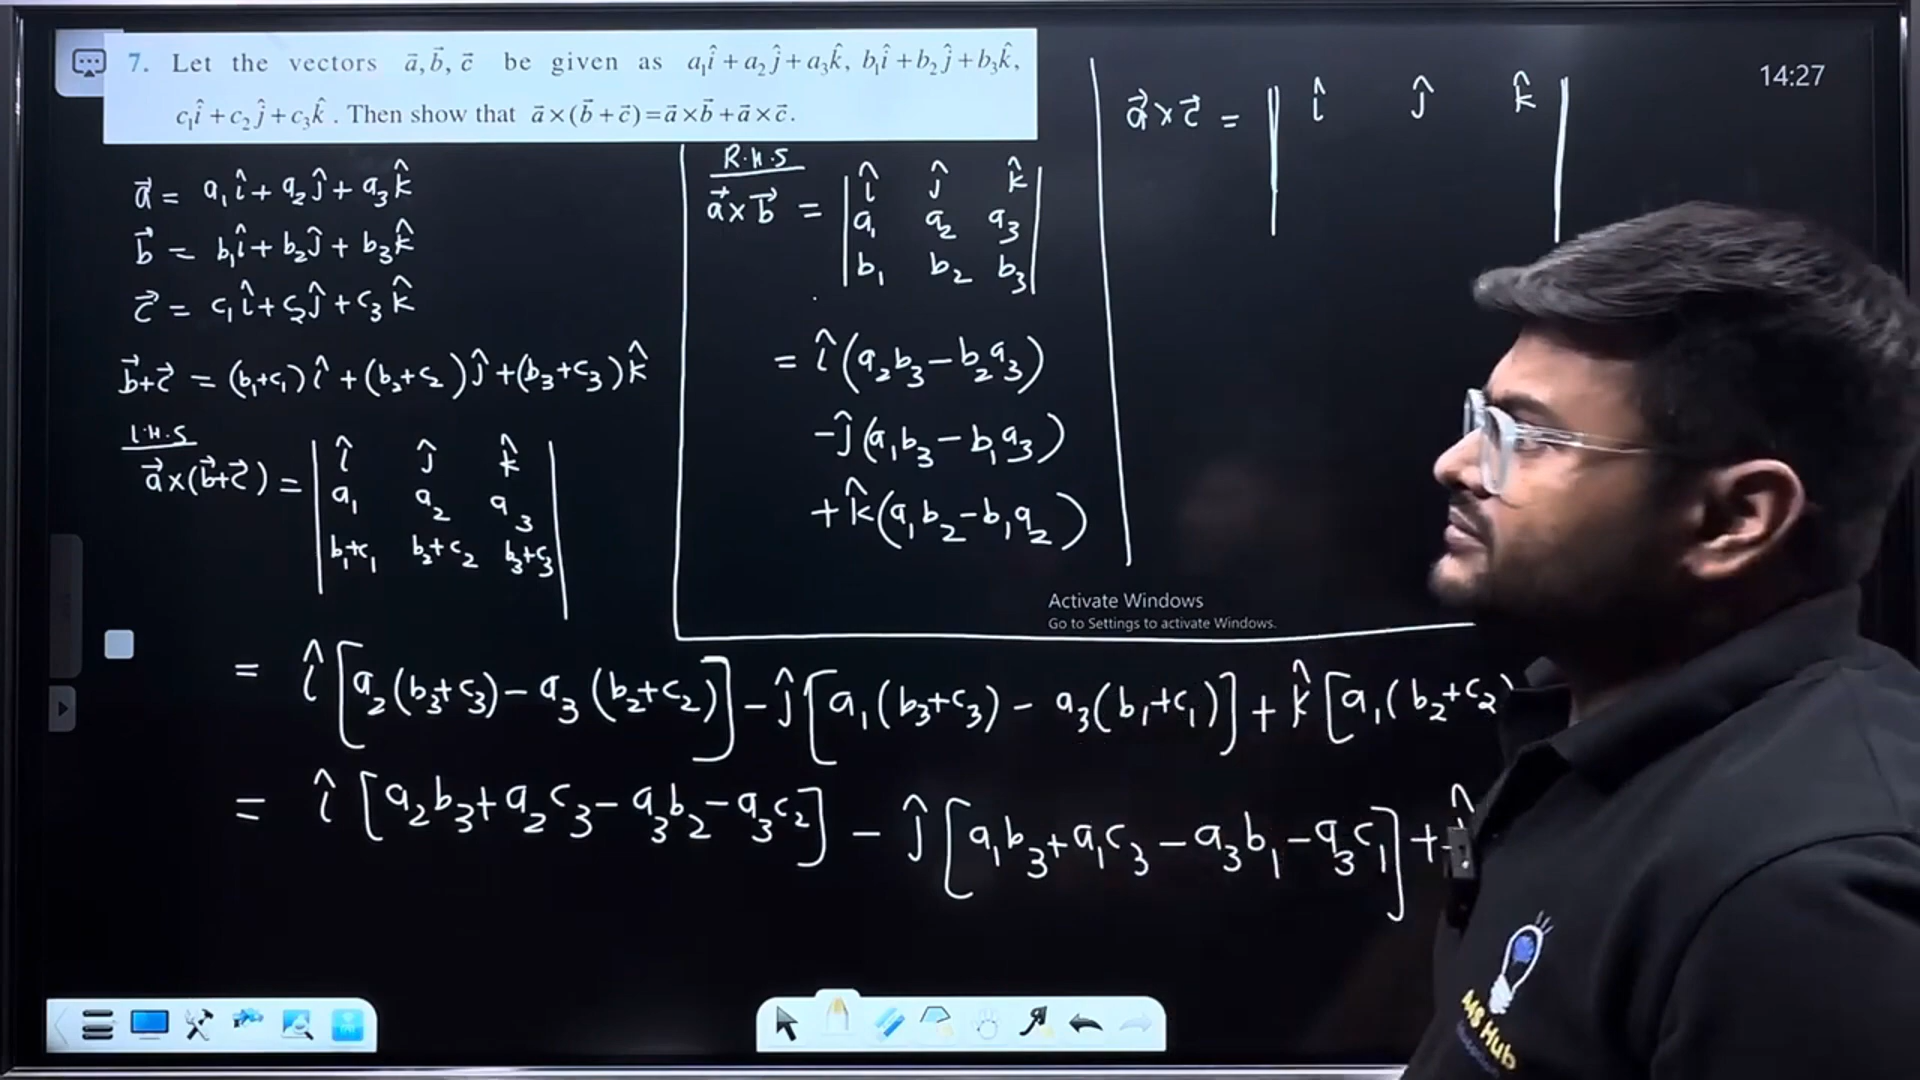 7. Let the vectors a⃗, b⃗, c⃗ be given as a₁î + a₂ĵ + a₃k̂, b₁î + b₂ĵ + b₃k̂,
c₁î + c₂ĵ + c₃k̂. Then show that a⃗×(b⃗+c⃗)=a⃗×b⃗+a⃗×c⃗.
a⃗ = a₁î + a₂ĵ + a₃k̂
b⃗ = b₁î + b₂ĵ + b₃k̂
c⃗ = c₁î + c₂ĵ + c₃k̂
b⃗+c⃗ = (b₁+c₁)î + (b₂+c₂)ĵ + (b₃+c₃)k̂
L.H.S
a⃗×(b⃗+c⃗) = | î ĵ k̂ |
a₁ a₂ a₃
b₁+c₁ b₂+c₂ b₃+c₃
R.H.S
a⃗×b⃗ = | î ĵ k̂ |
a₁ a₂ a₃
b₁ b₂ b₃
= î(a₂b₃ − b₂a₃)
−ĵ(a₁b₃ − b₁a₃)
+k̂(a₁b₂ − b₁a₂)
a⃗×c⃗ = | î ĵ k̂ |
14:27
Activate Windows
Go to Settings to activate Windows.
= î[a₂(b₃+c₃) − a₃(b₂+c₂)] − ĵ[a₁(b₃+c₃) − a₃(b₁+c₁)] + k̂[a₁(b₂+c₂)
= î[a₂b₃ + a₂c₃ − a₃b₂ − a₃c₂] − ĵ[a₁b₃ + a₁c₃ − a₃b₁ − a₃c₁] +
MS Hub